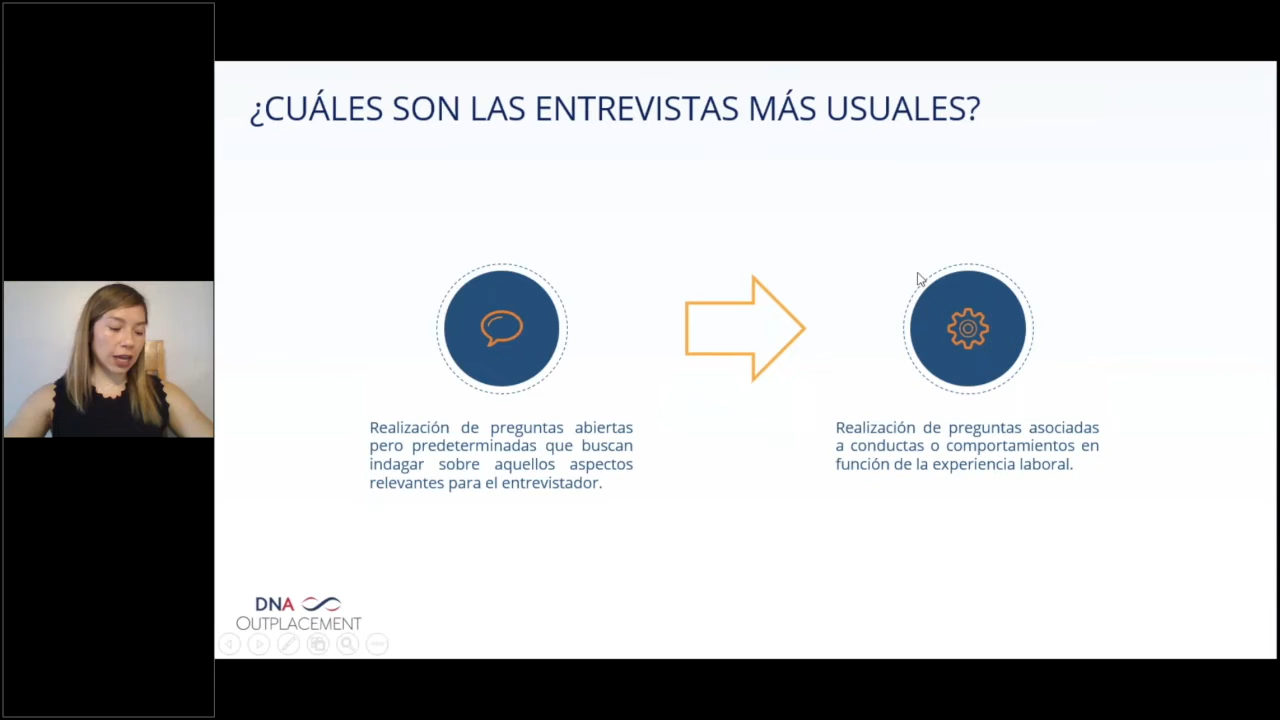 ¿CUÁLES SON LAS ENTREVISTAS MÁS USUALES?
Realización de preguntas abiertas
pero predeterminadas que buscan
indagar sobre aquellos aspectos
relevantes para el entrevistador.
Realización de preguntas asociadas
a conductas o comportamientos en
función de la experiencia laboral.
DNA
OUTPLACEMENT